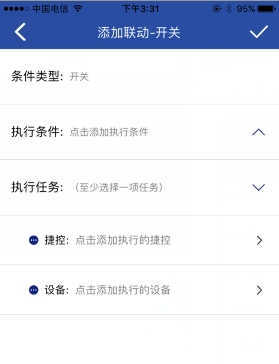 中国电信 下午3:31 95%
添加联动-开关
条件类型: 开关
执行条件: 点击添加执行条件
执行任务: （至少选择一项任务）
捷控: 点击添加执行的捷控
设备: 点击添加执行的设备